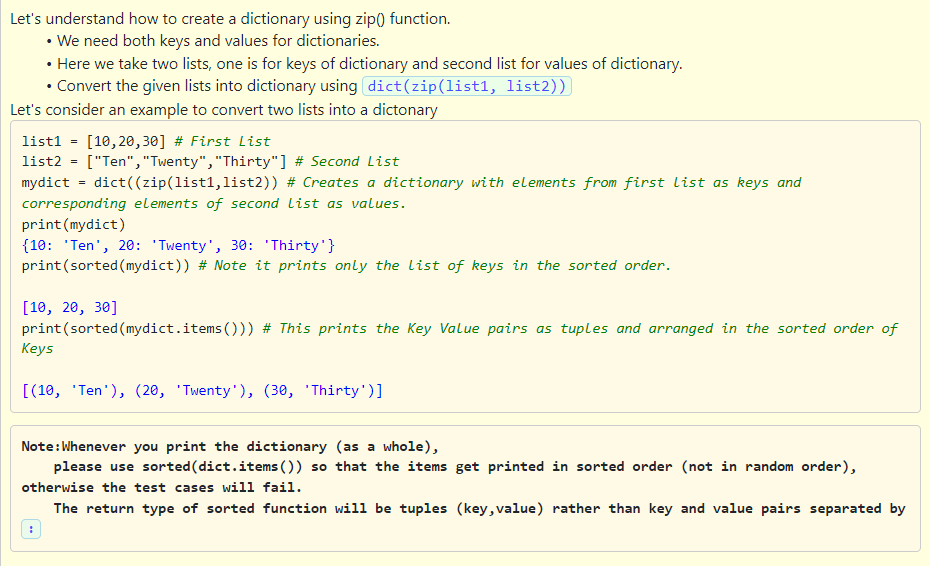 Let's understand how to create a dictionary using zip() function.
• We need both keys and values for dictionaries.
• Here we take two lists, one is for keys of dictionary and second list for values of dictionary.
• Convert the given lists into dictionary using dict(zip(list1, list2))
Let's consider an example to convert two lists into a dictonary
list1 = [10,20,30] # First List
list2 = ["Ten","Twenty","Thirty"] # Second List
mydict = dict((zip(list1,list2)) # Creates a dictionary with elements from first list as keys and
corresponding elements of second list as values.
print(mydict)
{10: 'Ten', 20: 'Twenty', 30: 'Thirty'}
print(sorted(mydict)) # Note it prints only the list of keys in the sorted order.
[10, 20, 30]
print(sorted(mydict.items())) # This prints the Key Value pairs as tuples and arranged in the sorted order of
Keys
[(10, 'Ten'), (20, 'Twenty'), (30, 'Thirty')]
Note:Whenever you print the dictionary (as a whole),
please use sorted(dict.items()) so that the items get printed in sorted order (not in random order),
otherwise the test cases will fail.
The return type of sorted function will be tuples (key,value) rather than key and value pairs separated by
: